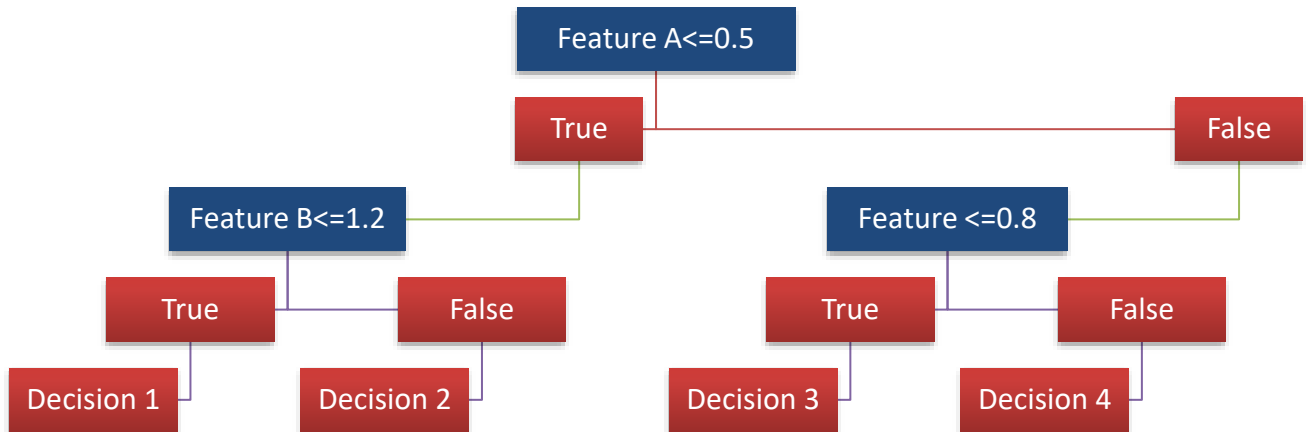 Feature A<=0.5
True
False
Feature B<=1.2
Feature <=0.8
True
False
True
False
Decision 1
Decision 2
Decision 3
Decision 4